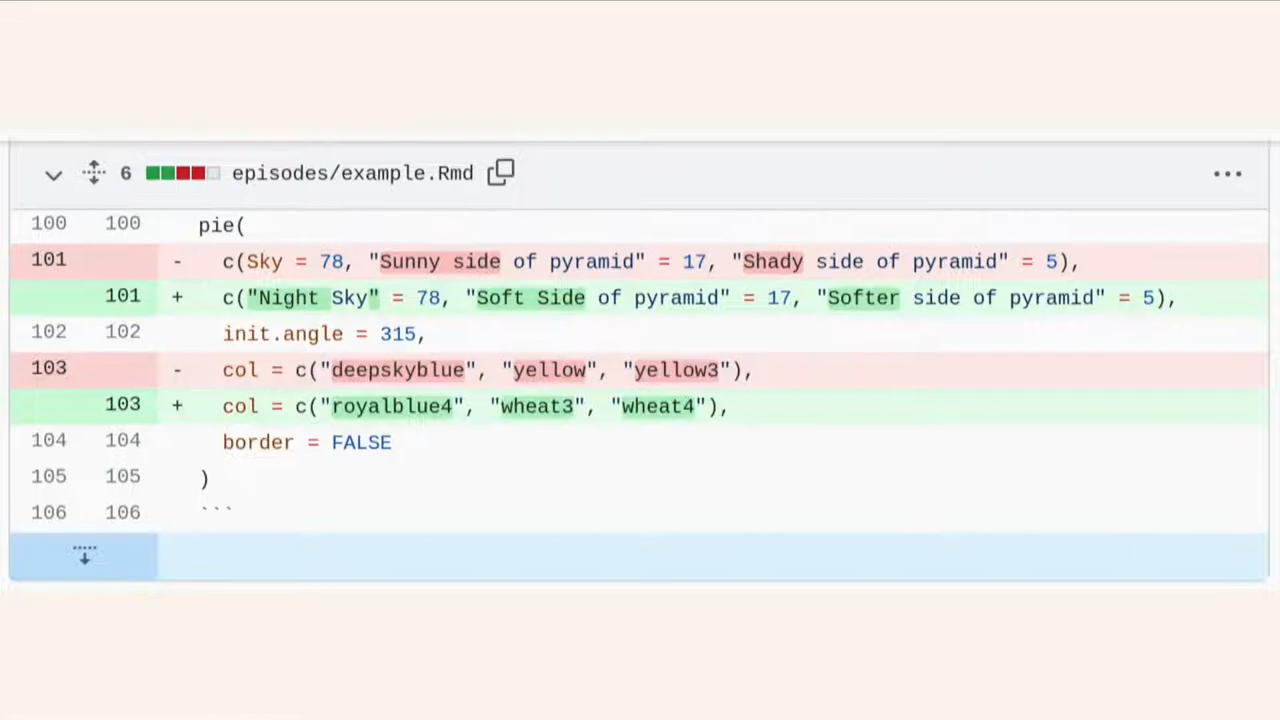 6 episodes/example.Rmd
100 100 pie(
101 - c(Sky = 78, "Sunny side of pyramid" = 17, "Shady side of pyramid" = 5),
101 + c("Night Sky" = 78, "Soft Side of pyramid" = 17, "Softer side of pyramid" = 5),
102 102 init.angle = 315,
103 - col = c("deepskyblue", "yellow", "yellow3"),
103 + col = c("royalblue4", "wheat3", "wheat4"),
104 104 border = FALSE
105 105 )
106 106 ```